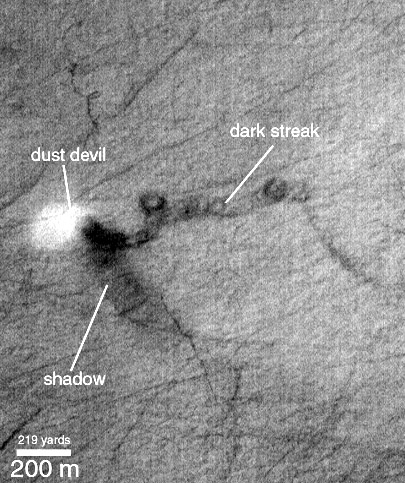 dark streak
dust devil
shadow
219 yards
200 m